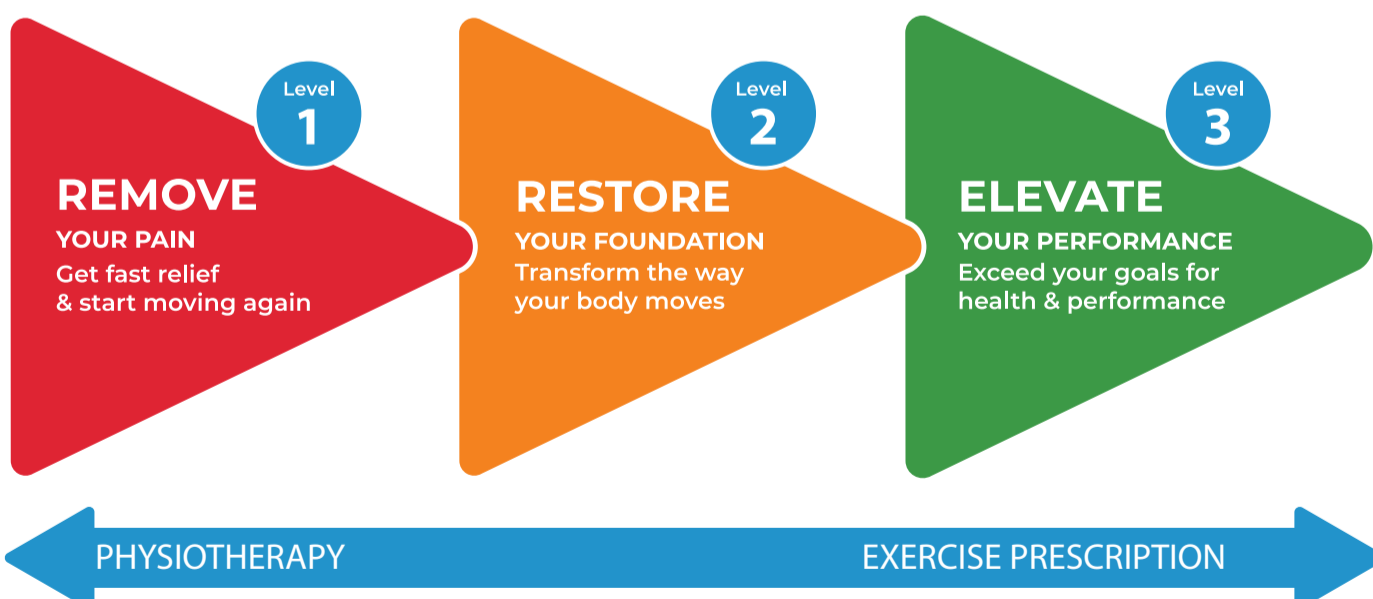 Level
1
REMOVE
YOUR PAIN
Get fast relief
& start moving again
Level
2
RESTORE
YOUR FOUNDATION
Transform the way
your body moves
Level
3
ELEVATE
YOUR PERFORMANCE
Exceed your goals for
health & performance
PHYSIOTHERAPY
EXERCISE PRESCRIPTION